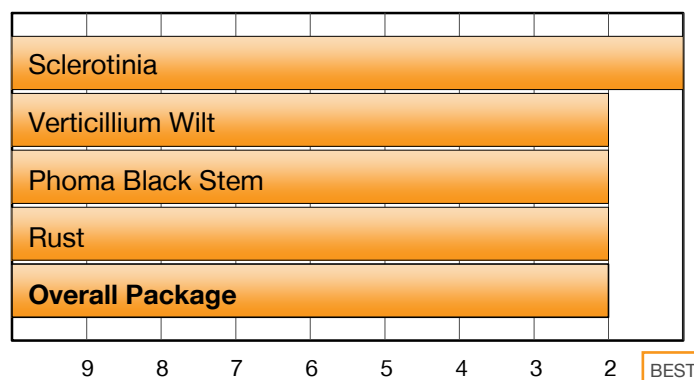 Sclerotinia
Verticillium Wilt
Phoma Black Stem
Rust
Overall Package
9 8 7 6 5 4 3 2 BEST